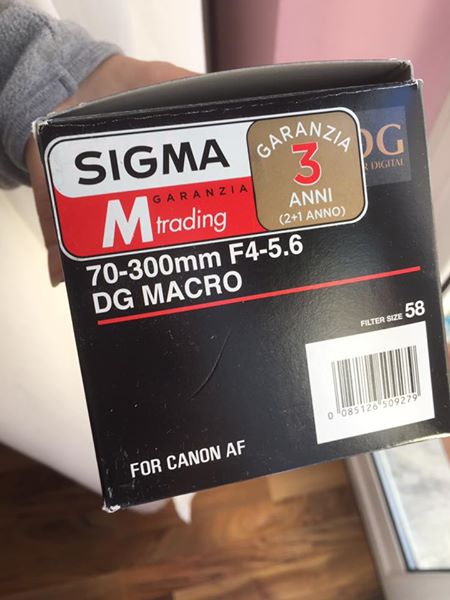 SIGMA
GARANZIA
M trading
GARANZIA
3
ANNI
(2+1 ANNO)
DG
DIGITAL
70-300mm F4-5.6
DG MACRO
FILTER SIZE 58
0 085126 509279
FOR CANON AF